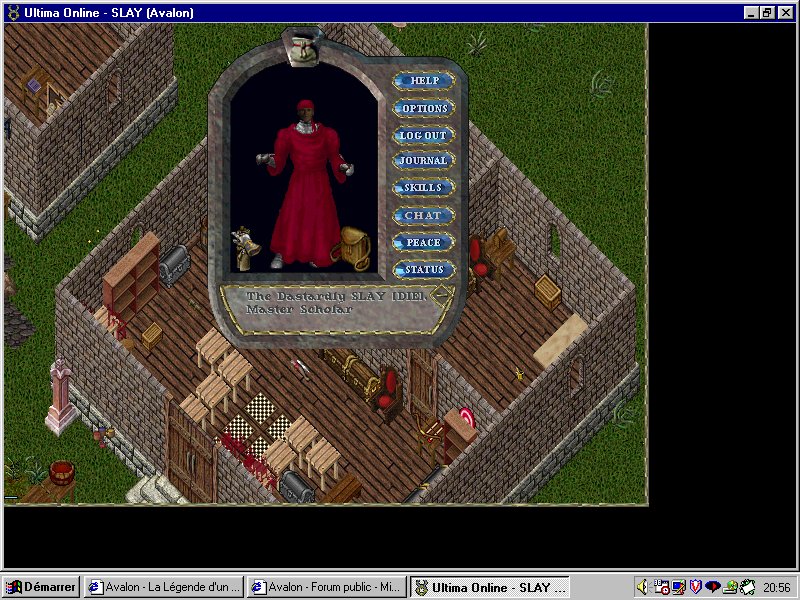 Ultima Online - SLAY (Avalon)
HELP
OPTIONS
LOG OUT
JOURNAL
SKILLS
CHAT
PEACE
STATUS
The Dastardly SLAY [DIE],
Master Scholar
Démarrer
Avalon - La Légende d'un ...
Avalon - Forum public - Mi...
Ultima Online - SLAY ...
20:56